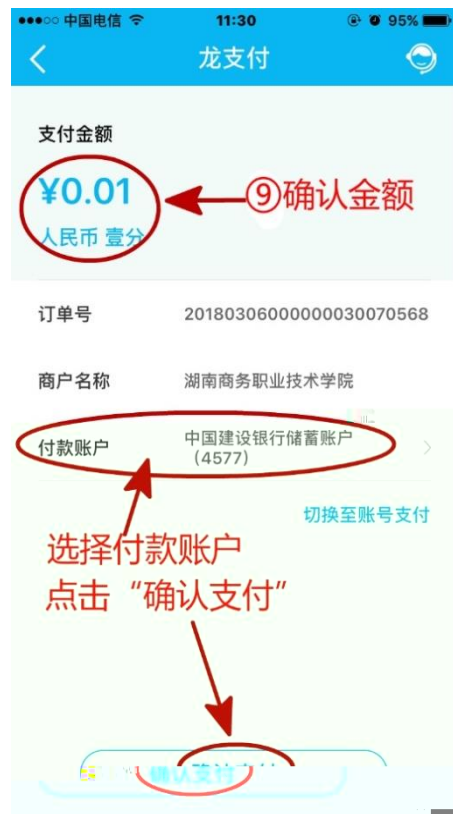 中国电信 11:30 95%
龙支付
支付金额
¥0.01
⑨确认金额
人民币 壹分
订单号 20180306000000030070568
商户名称 湖南商务职业技术学院
付款账户 中国建设银行储蓄账户
(4577)
切换至账号支付
选择付款账户
点击“确认支付”
确认支付